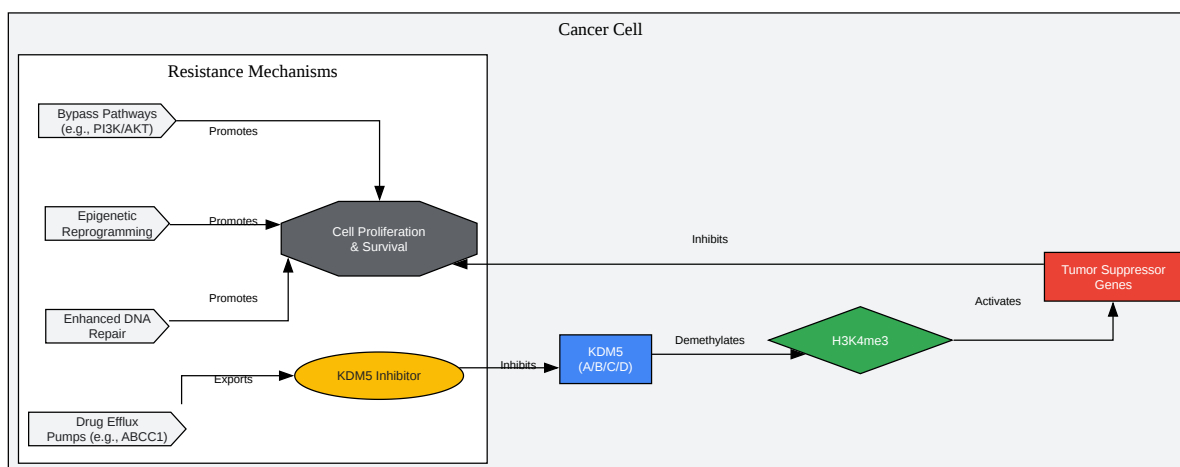 Cancer Cell
Resistance Mechanisms
Bypass Pathways
(e.g., PI3K/AKT)
Promotes
Epigenetic
Reprogramming
Promotes
Cell Proliferation
& Survival
Inhibits
Tumor Suppressor
Genes
Enhanced DNA
Repair
Promotes
Activates
KDM5 Inhibitor
Exports
Inhibits
KDM5
(A/B/C/D)
Demethylates
H3K4me3
Drug Efflux
Pumps (e.g., ABCC1)